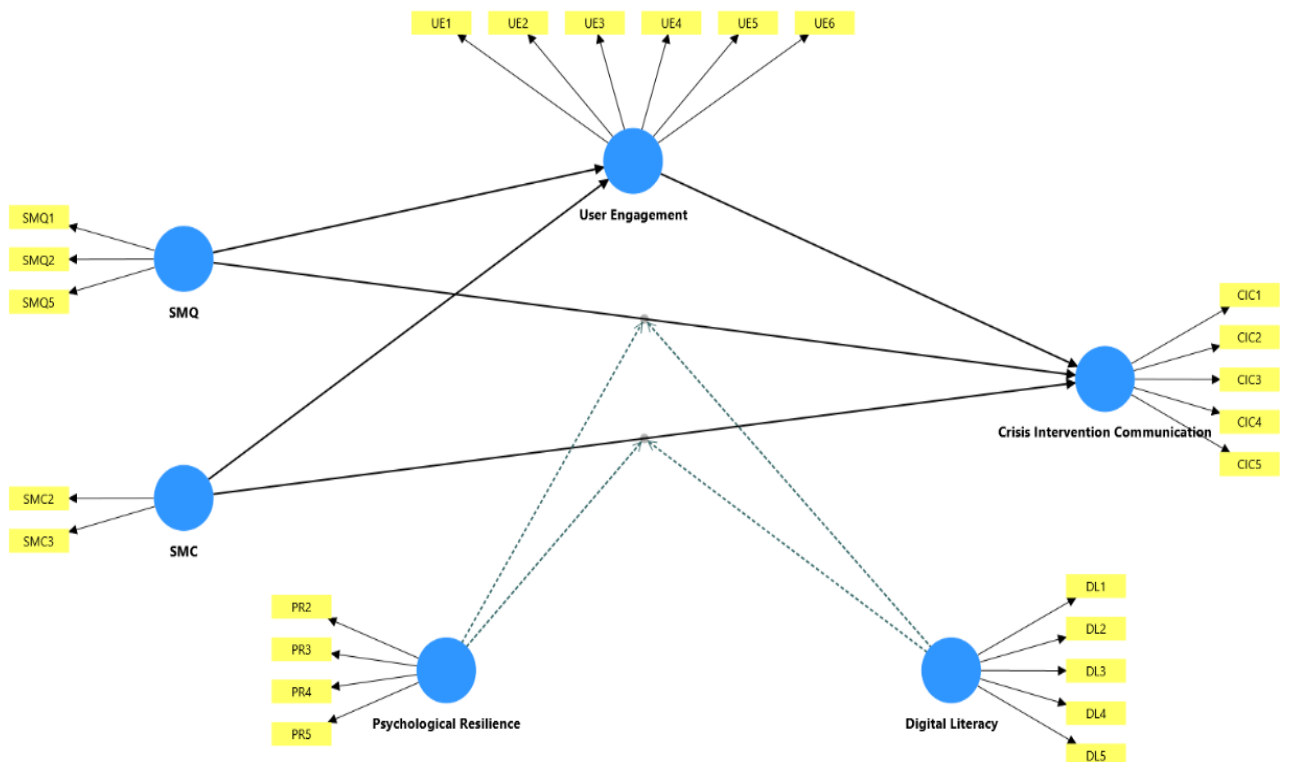 UE1 UE2 UE3 UE4 UE5 UE6
User Engagement
SMQ1
SMQ2
SMQ5
SMQ
CIC1
CIC2
CIC3
CIC4
CIC5
Crisis Intervention Communication
SMC2
SMC3
SMC
PR2
PR3
PR4
PR5
Psychological Resilience
DL1
DL2
DL3
DL4
DL5
Digital Literacy